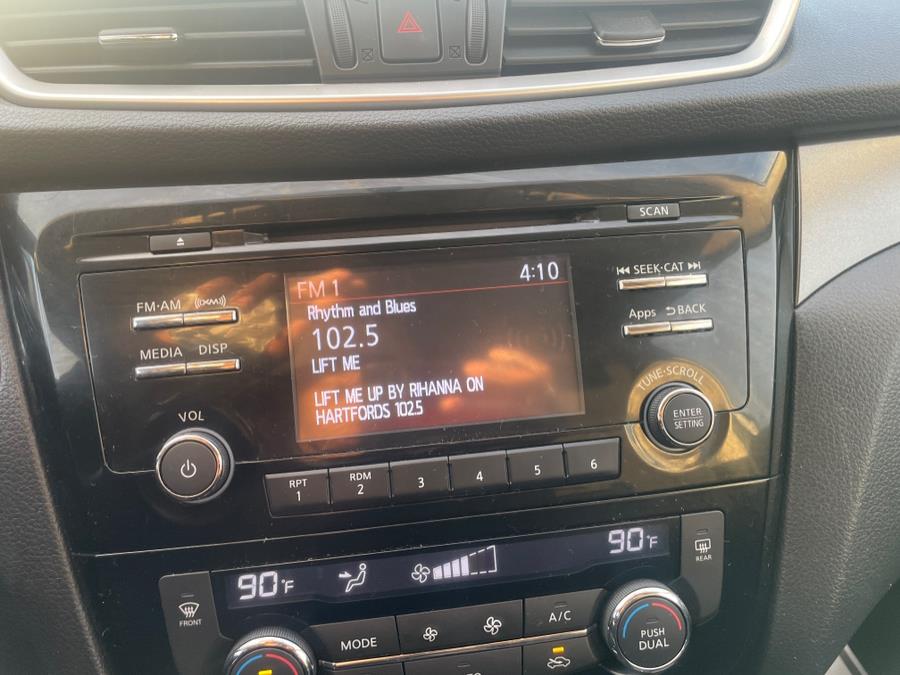 SCAN
FM·AM
SEEK·CAT
FM 1
4:10
Rhythm and Blues
102.5
LIFT ME
LIFT ME UP BY RIHANNA ON
HARTFORDS 102.5
Apps
BACK
MEDIA
DISP
TUNE·SCROLL
VOL
ENTER
SETTING
RPT
1
RDM
2
3
4
5
6
90°F
90°F
REAR
FRONT
MODE
A/C
PUSH
DUAL